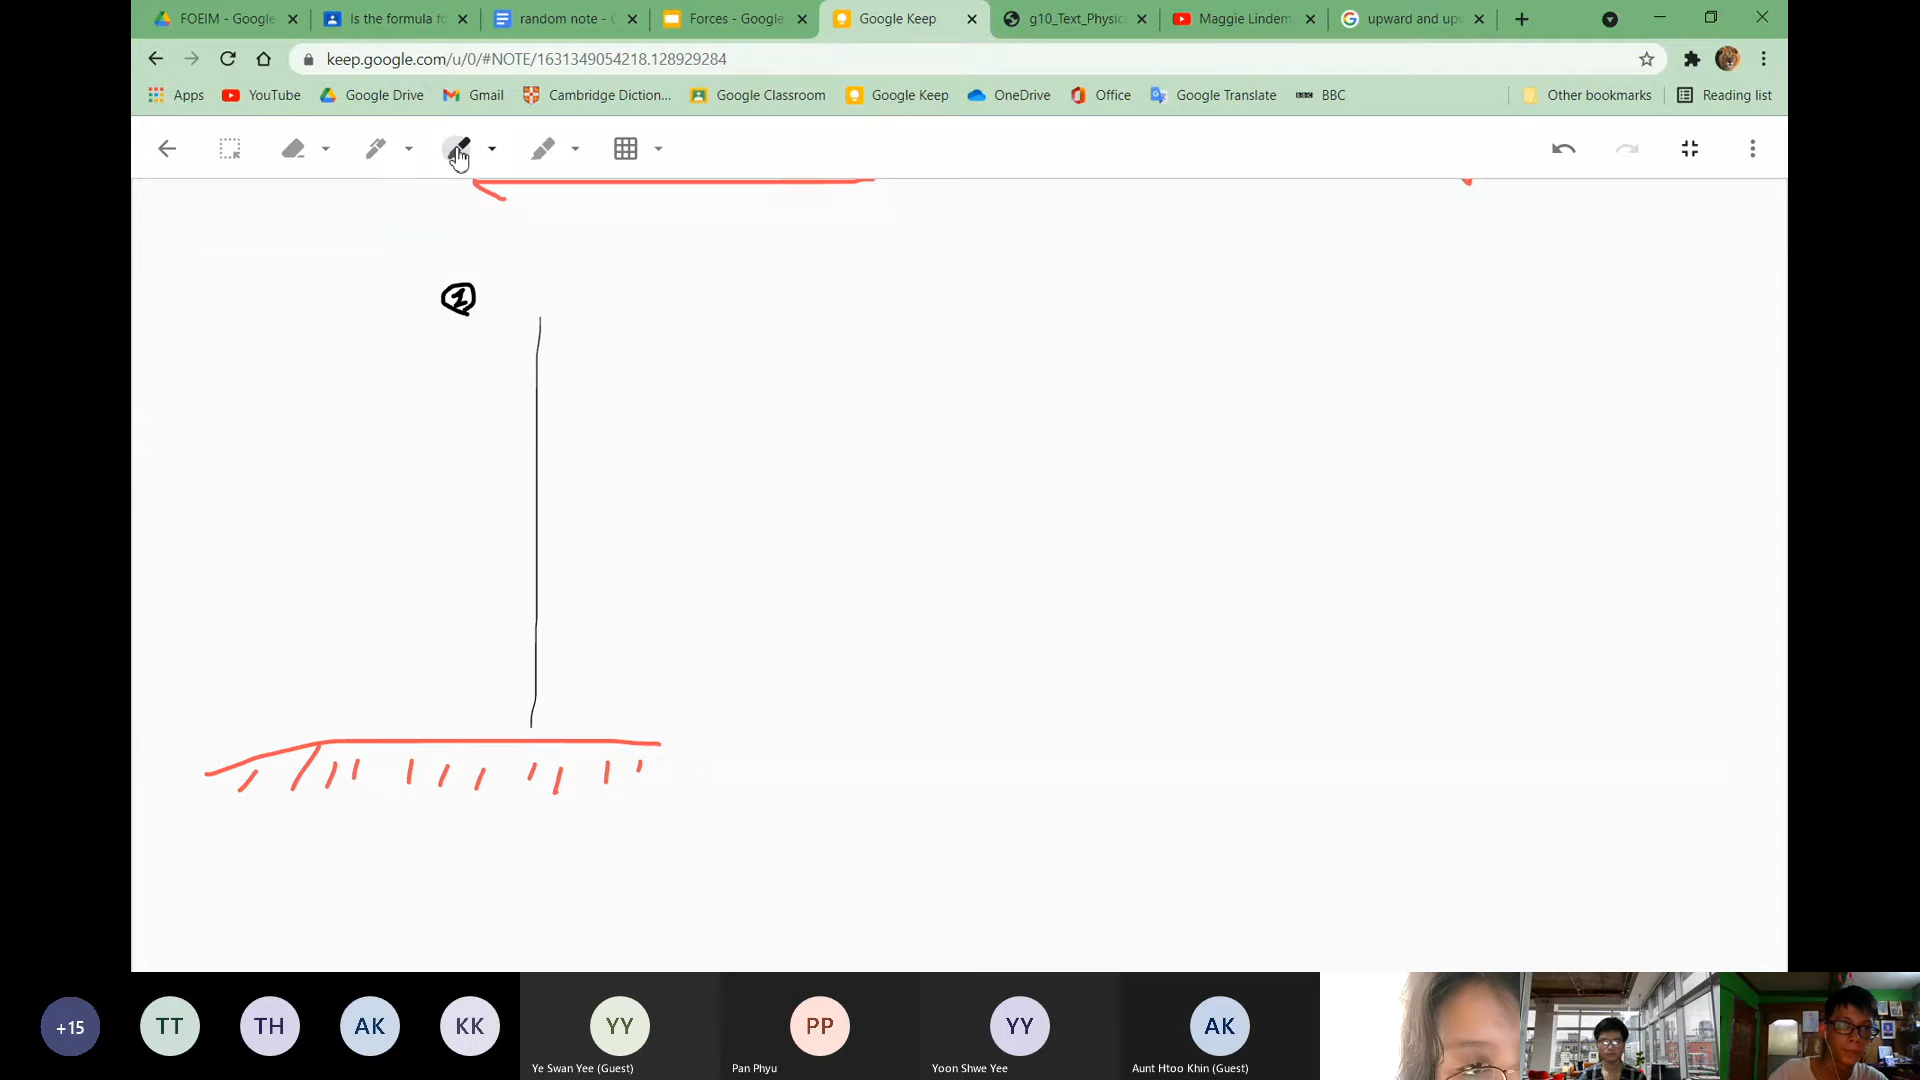 FOEIM - Google
Is the formula fo
random note - G
Forces - Google
Google Keep
g10_Text_Physic
Maggie Lindem
upward and up
keep.google.com/u/0/#NOTE/1631349054218.128929284
Apps
YouTube
Google Drive
Gmail
Cambridge Diction...
Google Classroom
Google Keep
OneDrive
Office
Google Translate
BBC
Other bookmarks
Reading list
1
+15
TT
TH
AK
KK
YY
PP
YY
AK
Ye Swan Yee (Guest)
Pan Phyu
Yoon Shwe Yee
Aunt Htoo Khin (Guest)